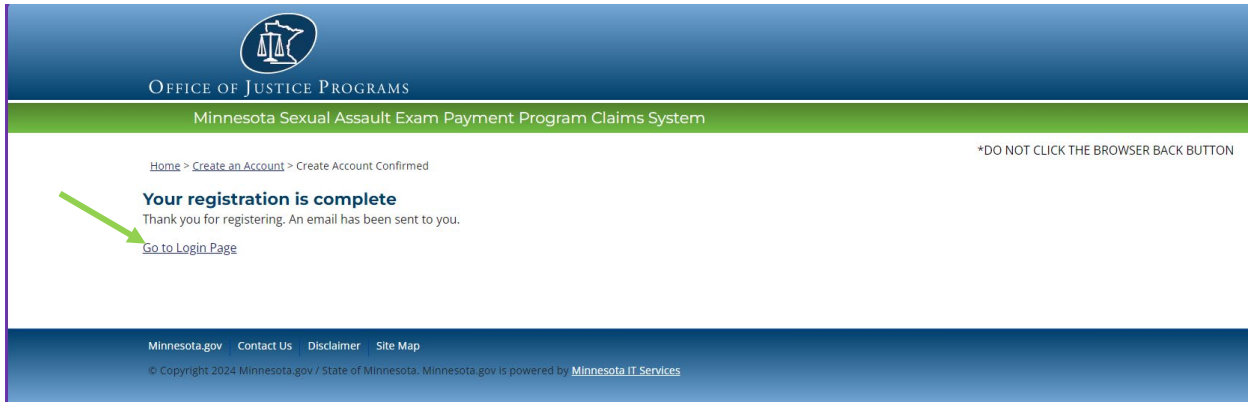 OFFICE OF JUSTICE PROGRAMS
Minnesota Sexual Assault Exam Payment Program Claims System
*DO NOT CLICK THE BROWSER BACK BUTTON
Home > Create an Account > Create Account Confirmed
Your registration is complete
Thank you for registering. An email has been sent to you.
Go to Login Page
Minnesota.gov Contact Us Disclaimer Site Map
© Copyright 2024 Minnesota.gov / State of Minnesota. Minnesota.gov is powered by Minnesota IT Services